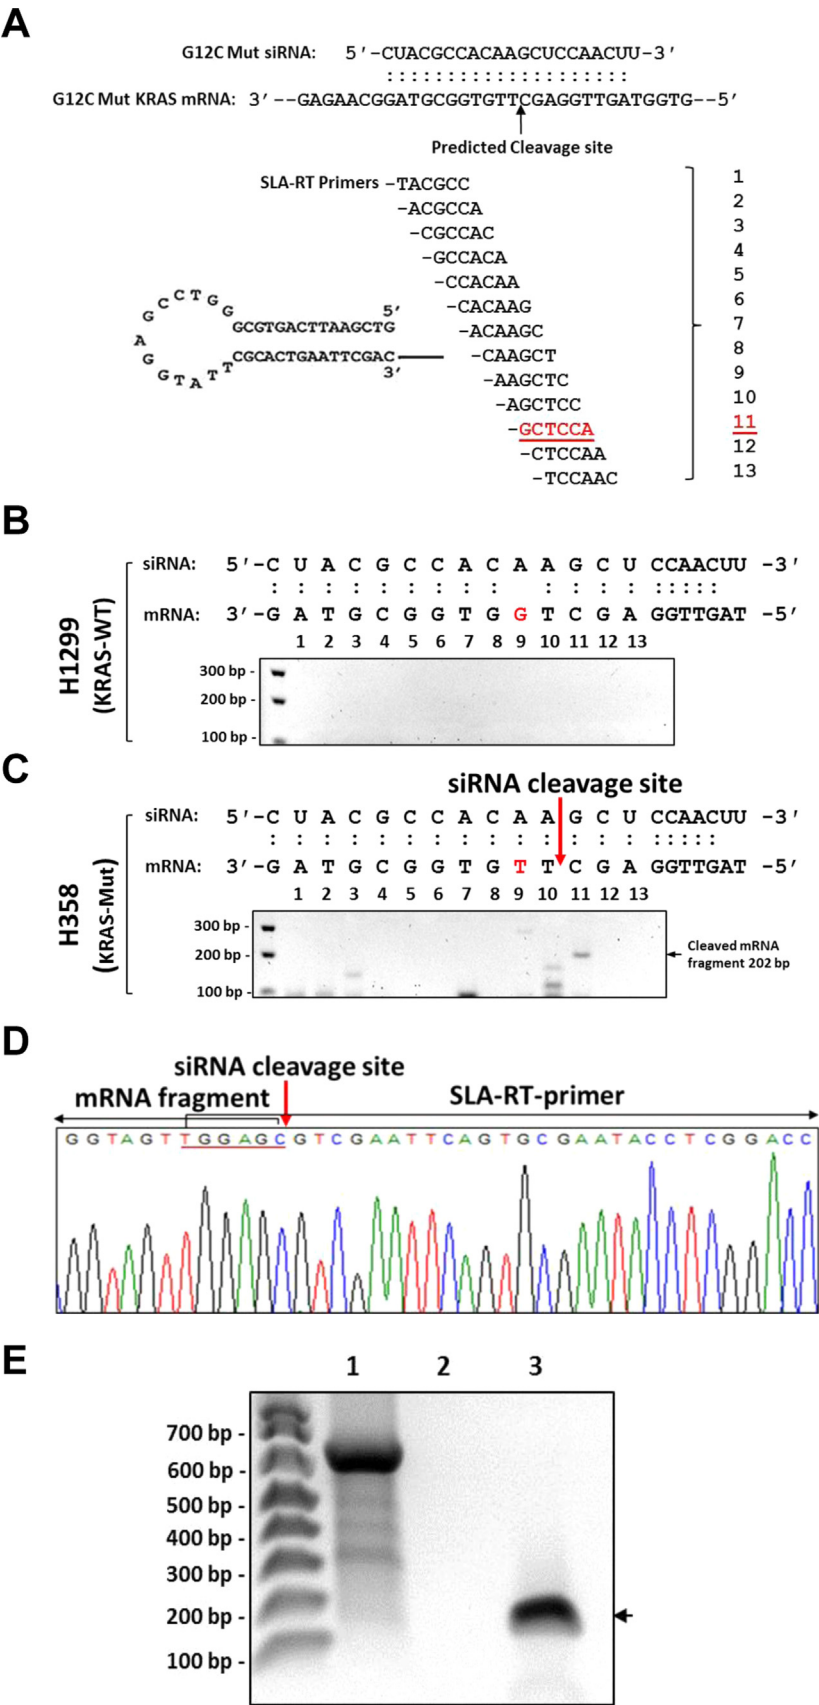 A
G12C Mut siRNA: 5′-CUACGCCACAAGCUCCAACUU-3′
:::::::::::::::::::::
G12C Mut KRAS mRNA: 3′--GAGAACGGATGCGGTGTTCGAGGTTGATGGTG--5′
Predicted Cleavage site
SLA-RT Primers -TACGCC 1
-ACGCCA 2
-CGCCAC 3
-GCCACA 4
-CCACAA 5
-CACAAG 6
-ACAAGC 7
-CAAGCT 8
-AAGCTC 9
-AGCTCC 10
-GCTCCA 11
-CTCCAA 12
-TCCAAC 13
5′
GCGTGACTTAAGCTG
GGTCCGAGGTATT
CGCACTGAATTCGAC
3′
B
H1299
(KRAS-WT)
siRNA: 5′-C U A C G C C A C A A G C U CCAACUU -3′
: : : : : : : : : : : : : :::::
mRNA: 3′-G A T G C G G T G G T C G A GGTTGAT -5′
1 2 3 4 5 6 7 8 9 10 11 12 13
300 bp -
200 bp -
100 bp -
C
siRNA cleavage site
H358
(KRAS-Mut)
siRNA: 5′-C U A C G C C A C A A G C U CCAACUU -3′
: : : : : : : : : : : : : : :::::
mRNA: 3′-G A T G C G G T G T T C G A GGTTGAT -5′
1 2 3 4 5 6 7 8 9 10 11 12 13
300 bp -
200 bp -
100 bp -
Cleaved mRNA
fragment 202 bp
D
siRNA cleavage site
mRNA fragment SLA-RT-primer
G G T A G T T G G A G C G T C G A A T T C A G T G C G A A T A C C T C G G A C C
E
1 2 3
700 bp -
600 bp -
500 bp -
400 bp -
300 bp -
200 bp -
100 bp -